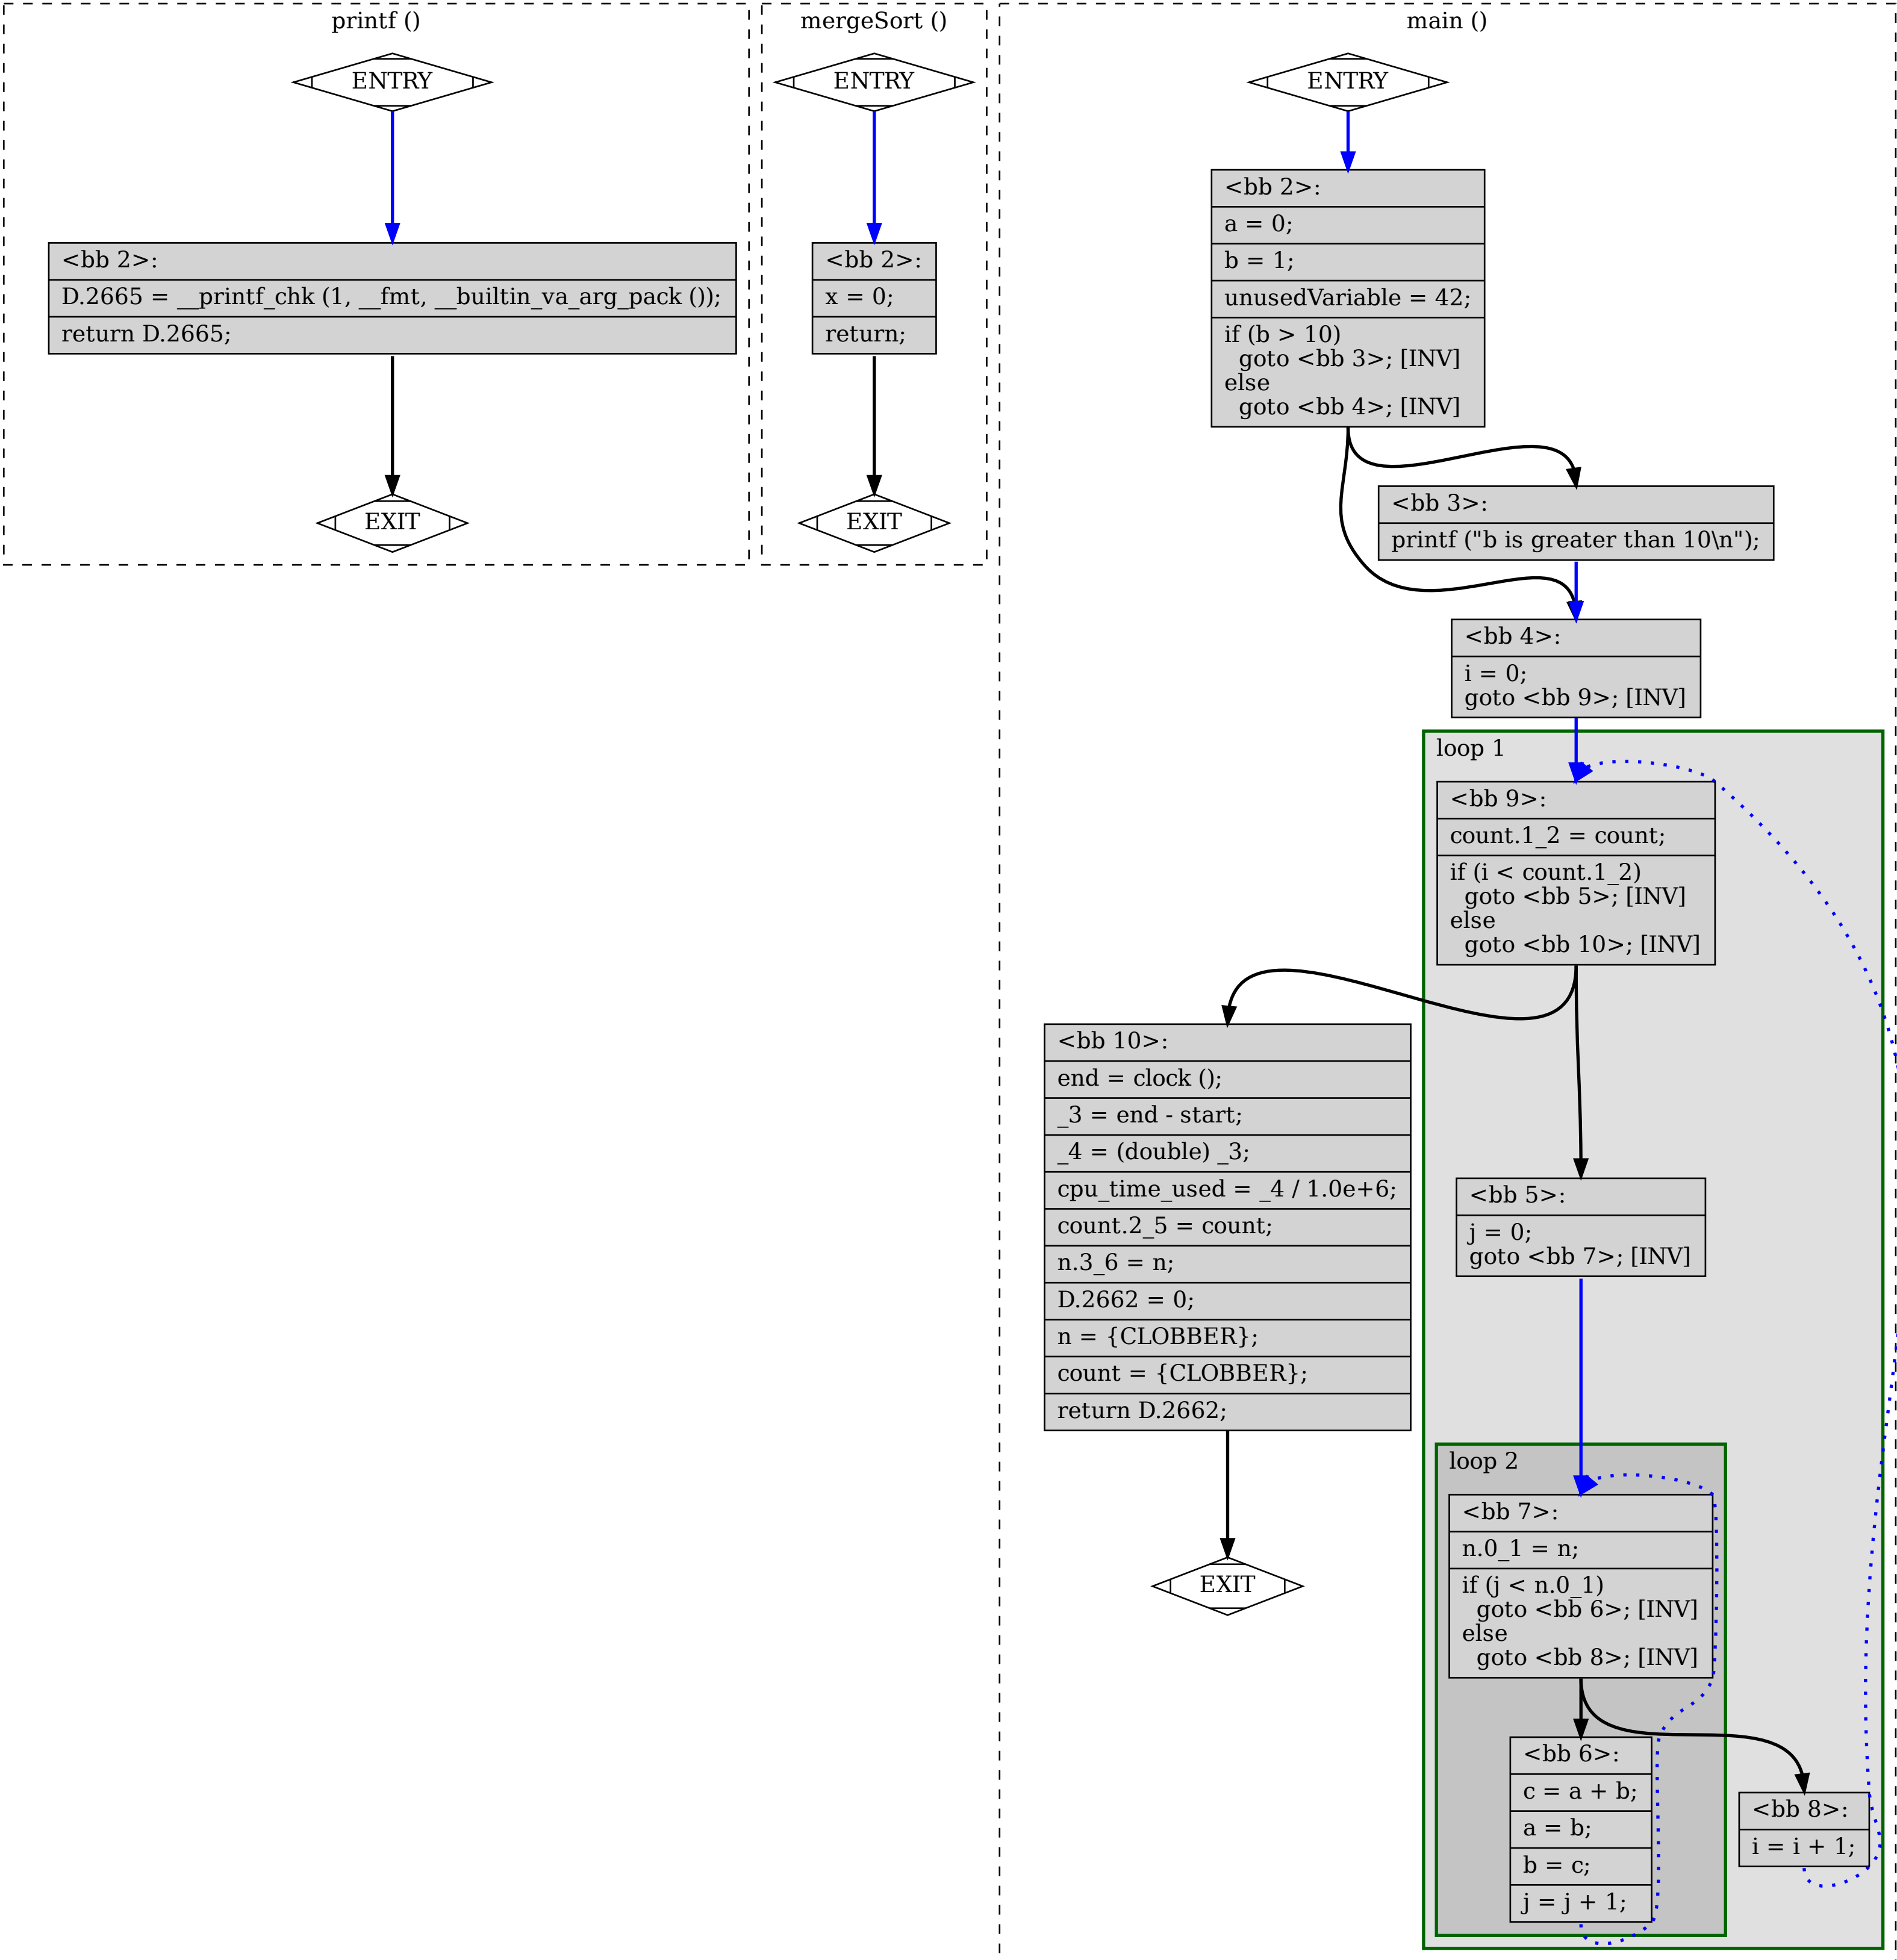 printf ()
ENTRY
<bb 2>:
D.2665 = __printf_chk (1, __fmt, __builtin_va_arg_pack ());
return D.2665;
EXIT
mergeSort ()
ENTRY
<bb 2>:
x = 0;
return;
EXIT
main ()
ENTRY
<bb 2>:
a = 0;
b = 1;
unusedVariable = 42;
if (b > 10)
goto <bb 3>; [INV]
else
goto <bb 4>; [INV]
<bb 3>:
printf ("b is greater than 10\n");
<bb 4>:
i = 0;
goto <bb 9>; [INV]
loop 1
<bb 9>:
count.1_2 = count;
if (i < count.1_2)
goto <bb 5>; [INV]
else
goto <bb 10>; [INV]
<bb 10>:
end = clock ();
_3 = end - start;
_4 = (double) _3;
cpu_time_used = _4 / 1.0e+6;
count.2_5 = count;
n.3_6 = n;
D.2662 = 0;
n = {CLOBBER};
count = {CLOBBER};
return D.2662;
EXIT
<bb 5>:
j = 0;
goto <bb 7>; [INV]
loop 2
<bb 7>:
n.0_1 = n;
if (j < n.0_1)
goto <bb 6>; [INV]
else
goto <bb 8>; [INV]
<bb 6>:
c = a + b;
a = b;
b = c;
j = j + 1;
<bb 8>:
i = i + 1;